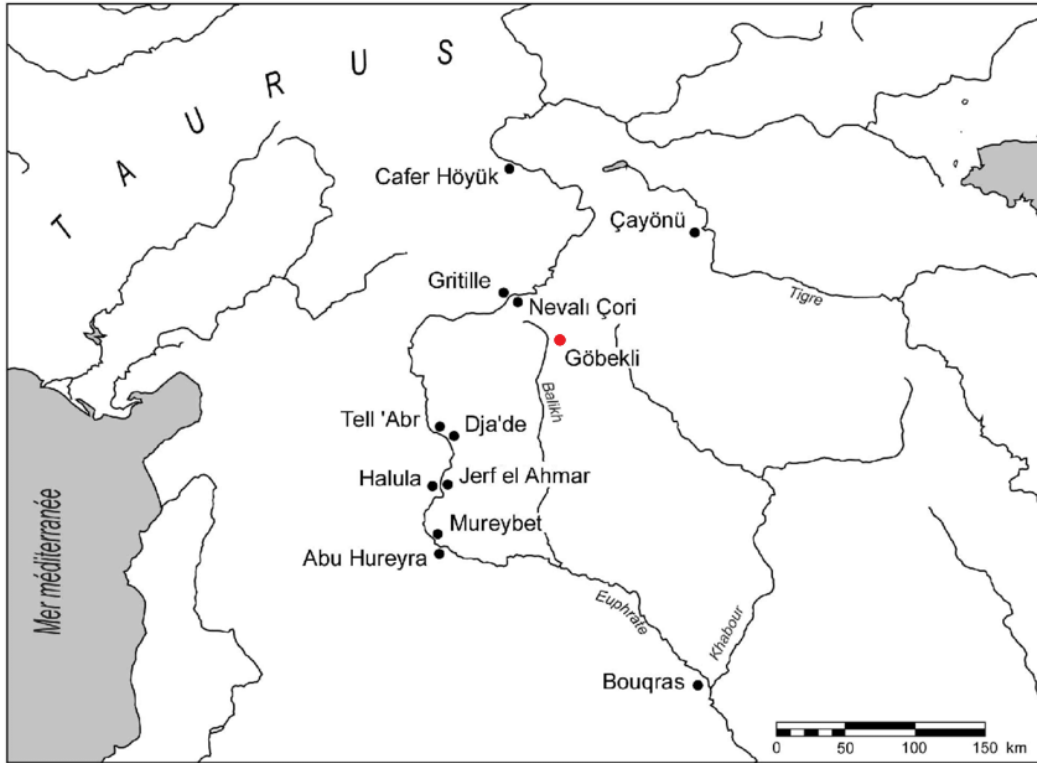 TAURUS
Cafer Höyük
Çayönü
Gritille
Nevalı Çori
Tigre
Göbekli
Balikh
Tell 'Abr
Dja'de
Halula
Jerf el Ahmar
Mureybet
Abu Hureyra
Mer méditerranée
Euphrate
Khabour
Bouqras
0 50 100 150 km